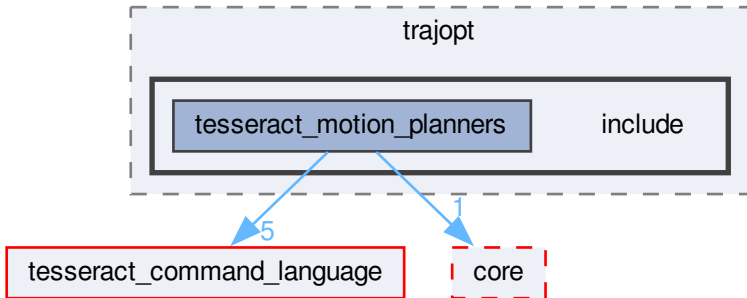 trajopt
tesseract_motion_planners
include
5
1
tesseract_command_language
core